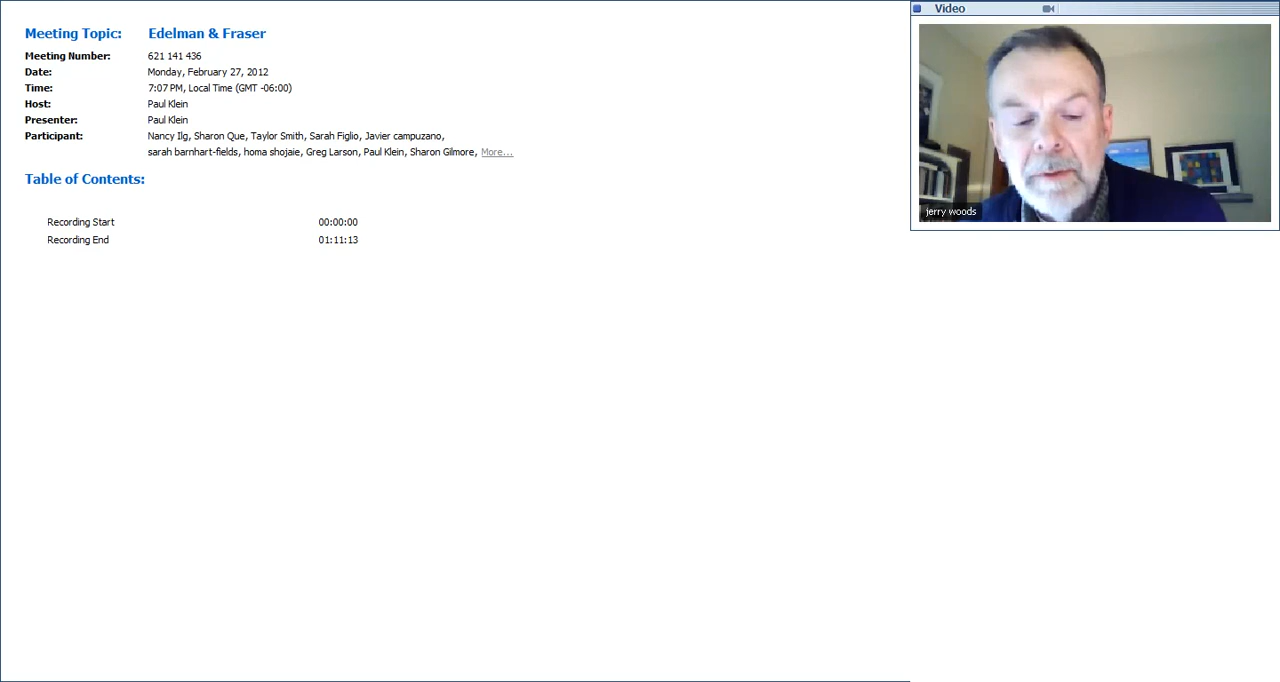 Meeting Topic: Edelman & Fraser
Meeting Number: 621 141 436
Date: Monday, February 27, 2012
Time: 7:07 PM, Local Time (GMT -06:00)
Host: Paul Klein
Presenter: Paul Klein
Participant: Nancy Ilg, Sharon Que, Taylor Smith, Sarah Figlio, Javier campuzano,
sarah barnhart-fields, homa shojaie, Greg Larson, Paul Klein, Sharon Gilmore, More...
Table of Contents:
Recording Start 00:00:00
Recording End 01:11:13
Video
jerry woods